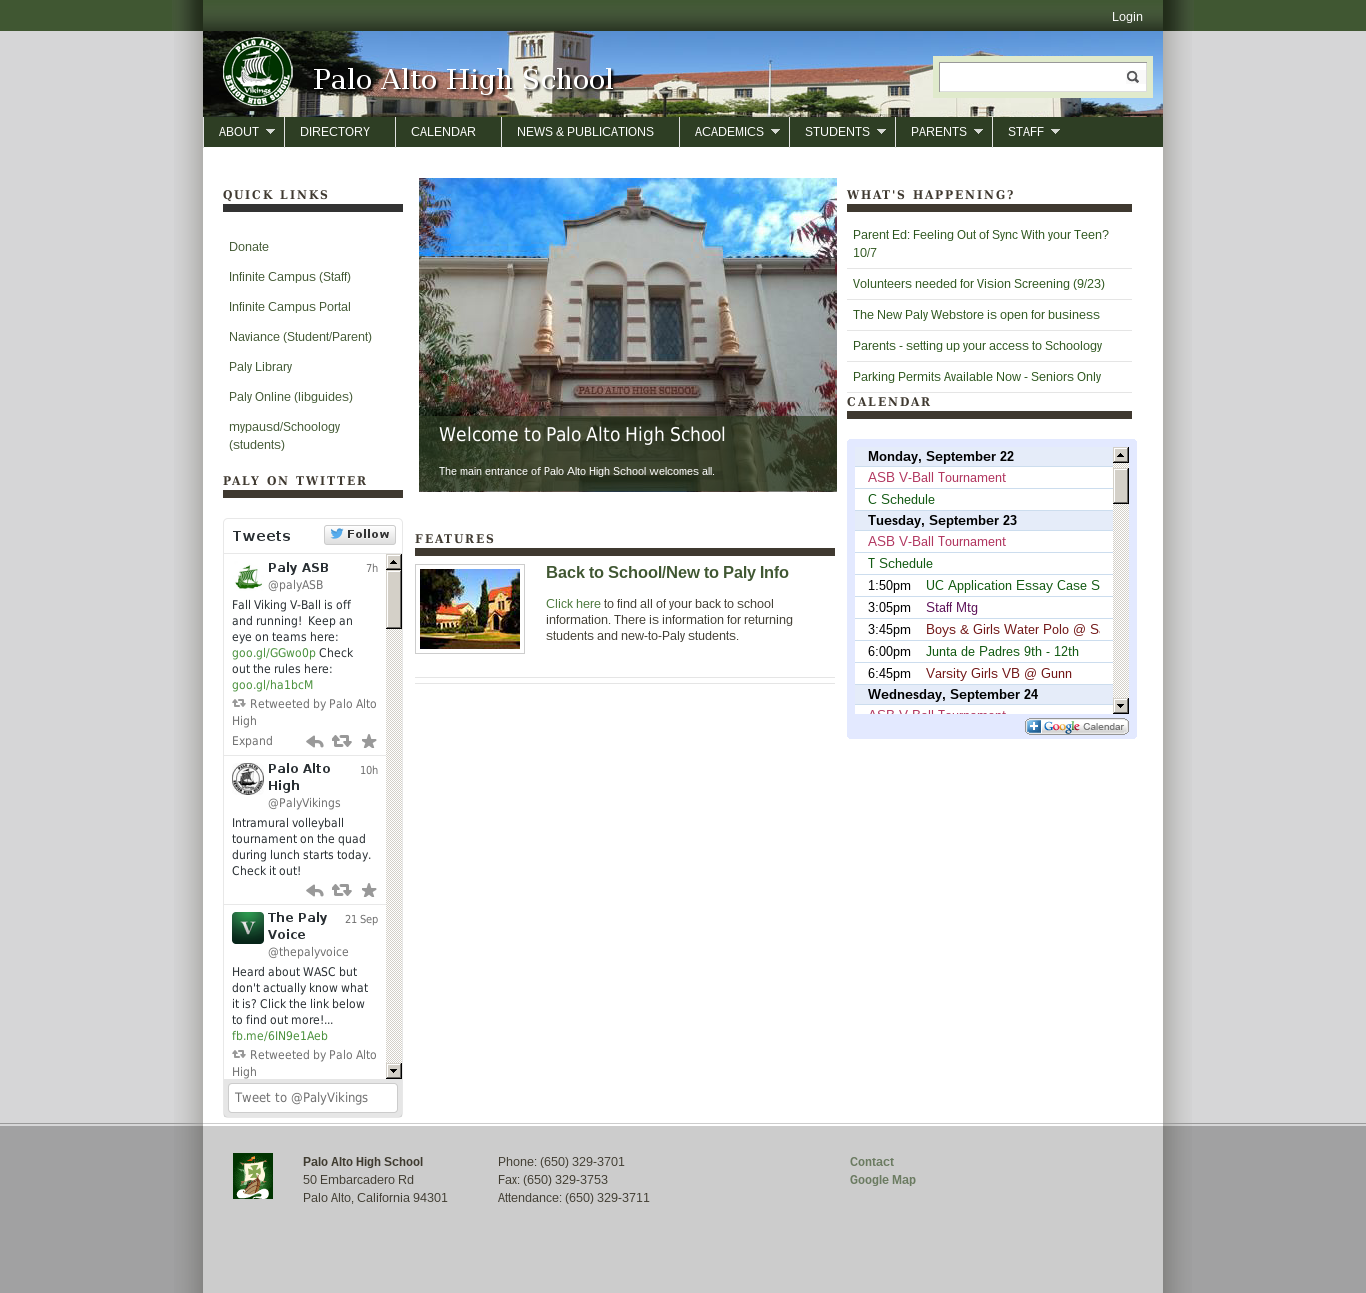 Login
PALO ALTO
Vikings
SENIOR HIGH SCHOOL
Palo Alto High School
ABOUT DIRECTORY CALENDAR NEWS & PUBLICATIONS ACADEMICS STUDENTS PARENTS STAFF
QUICK LINKS
Donate
Infinite Campus (Staff)
Infinite Campus Portal
Naviance (Student/Parent)
Paly Library
Paly Online (libguides)
mypausd/Schoology
(students)
PALY ON TWITTER
Tweets
Follow
Paly ASB 7h
@palyASB
Fall Viking V-Ball is off
and running! Keep an
eye on teams here:
goo.gl/GGwo0p Check
out the rules here:
goo.gl/ha1bcM
Retweeted by Palo Alto
High
Expand
Palo Alto 10h
High
@PalyVikings
Intramural volleyball
tournament on the quad
during lunch starts today.
Check it out!
V
The Paly 21 Sep
Voice
@thepalyvoice
Heard about WASC but
don't actually know what
it is? Click the link below
to find out more!...
fb.me/6IN9e1Aeb
Retweeted by Palo Alto
High
Tweet to @PalyVikings
PALO ALTO HIGH SCHOOL
Welcome to Palo Alto High School
The main entrance of Palo Alto High School welcomes all.
FEATURES
Back to School/New to Paly Info
Click here to find all of your back to school
information. There is information for returning
students and new-to-Paly students.
WHAT'S HAPPENING?
Parent Ed: Feeling Out of Sync With your Teen?
10/7
Volunteers needed for Vision Screening (9/23)
The New Paly Webstore is open for business
Parents - setting up your access to Schoology
Parking Permits Available Now - Seniors Only
CALENDAR
Monday, September 22
ASB V-Ball Tournament
C Schedule
Tuesday, September 23
ASB V-Ball Tournament
T Schedule
1:50pm UC Application Essay Case S
3:05pm Staff Mtg
3:45pm Boys & Girls Water Polo @ Sa
6:00pm Junta de Padres 9th - 12th
6:45pm Varsity Girls VB @ Gunn
Wednesday, September 24
ASB V-Ball Tournament
Google Calendar
Palo Alto High School
50 Embarcadero Rd
Palo Alto, California 94301
Phone: (650) 329-3701
Fax: (650) 329-3753
Attendance: (650) 329-3711
Contact
Google Map